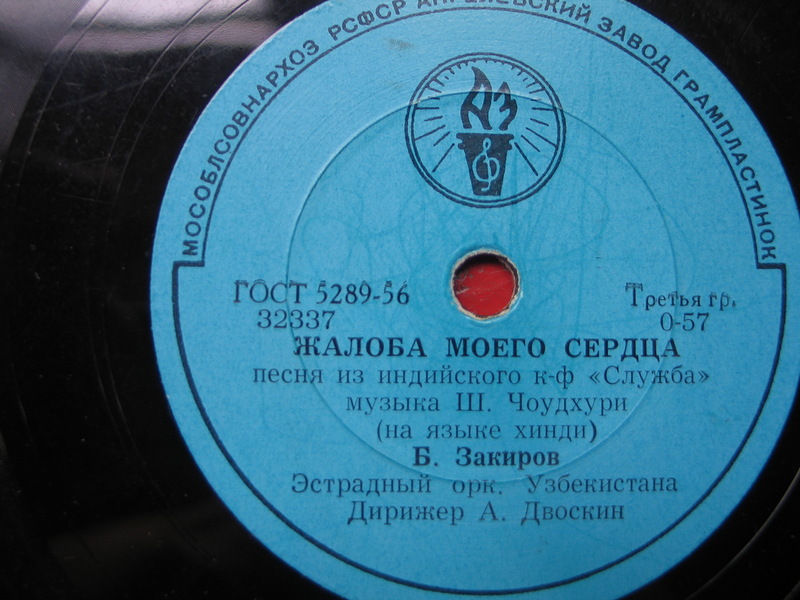 МОСОБЛСОВНАРХОЗ РСФСР АПРЕЛЕВСКИЙ ЗАВОД ГРАМПЛАСТИНОК
АЗ
ГОСТ 5289-56
32337
Третья гр.
0-57
ЖАЛОБА МОЕГО СЕРДЦА
песня из индийского к-ф «Служба»
музыка Ш. Чоудхури
(на языке хинди)
Б. Закиров
Эстрадный орк. Узбекистана
Дирижер А. Двоскин